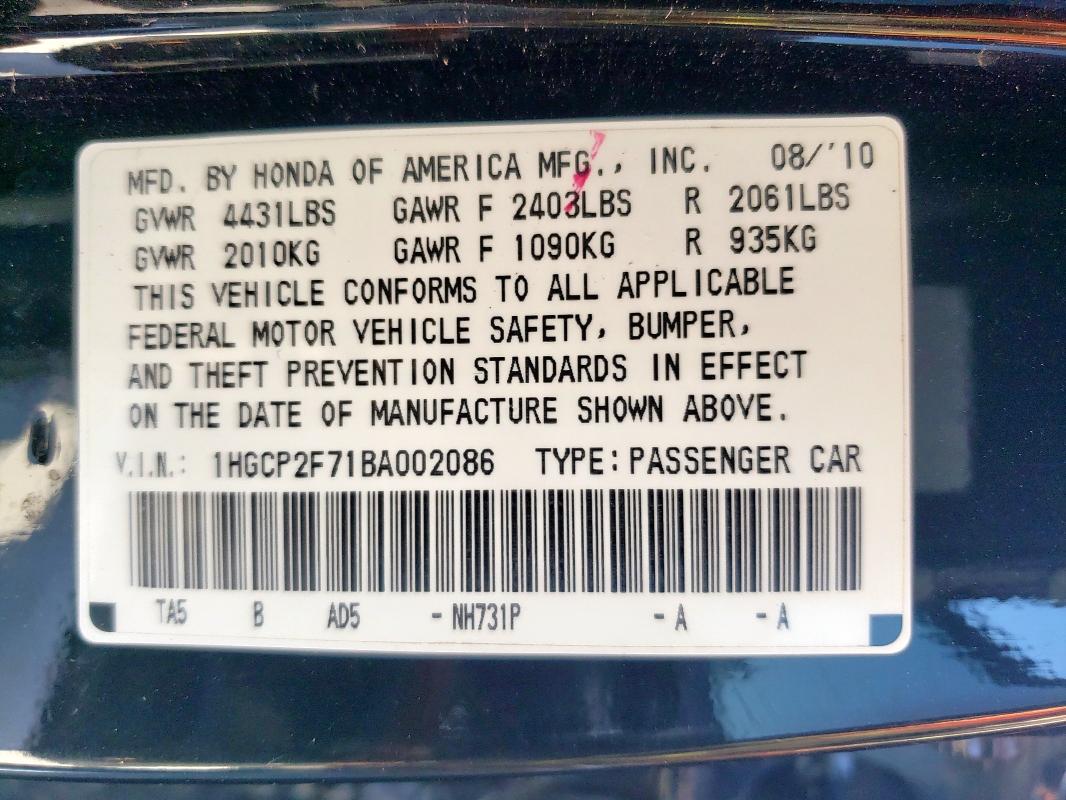 MFD. BY HONDA OF AMERICA MFG., INC. 08/'10
GVWR 4431LBS GAWR F 2403LBS R 2061LBS
GVWR 2010KG GAWR F 1090KG R 935KG
THIS VEHICLE CONFORMS TO ALL APPLICABLE
FEDERAL MOTOR VEHICLE SAFETY, BUMPER,
AND THEFT PREVENTION STANDARDS IN EFFECT
ON THE DATE OF MANUFACTURE SHOWN ABOVE.
V.I.N.: 1HGCP2F71BA002086 TYPE:PASSENGER CAR
TA5 B AD5 - NH731P - A - A